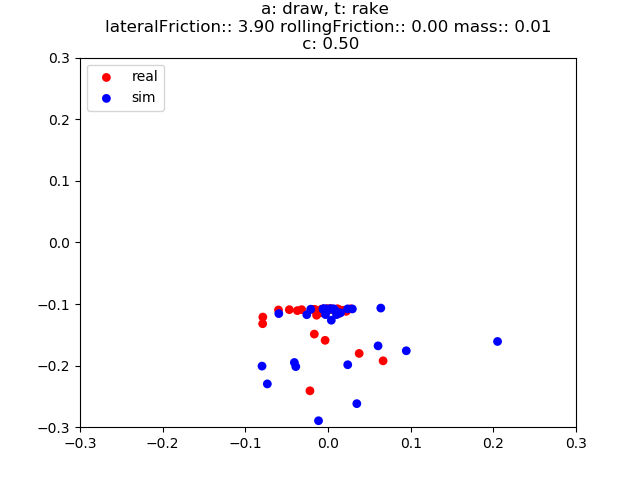 a: draw, t: rake
lateralFriction:: 3.90 rollingFriction:: 0.00 mass:: 0.01
c: 0.50
real
sim
0.3
0.2
0.1
0.0
−0.1
−0.2
−0.3
−0.3 −0.2 −0.1 0.0 0.1 0.2 0.3